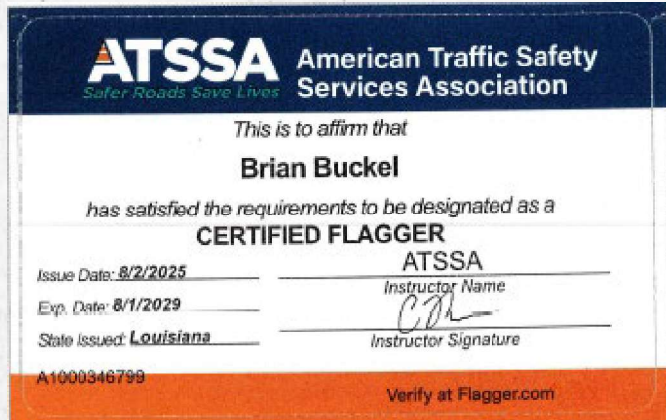 ATSSA
Safer Roads Save Lives
American Traffic Safety
Services Association
This is to affirm that
Brian Buckel
has satisfied the requirements to be designated as a
CERTIFIED FLAGGER
Issue Date: 8/2/2025
ATSSA
Instructor Name
Exp. Date: 8/1/2029
State Issued: Louisiana
Instructor Signature
A1000346799
Verify at Flagger.com